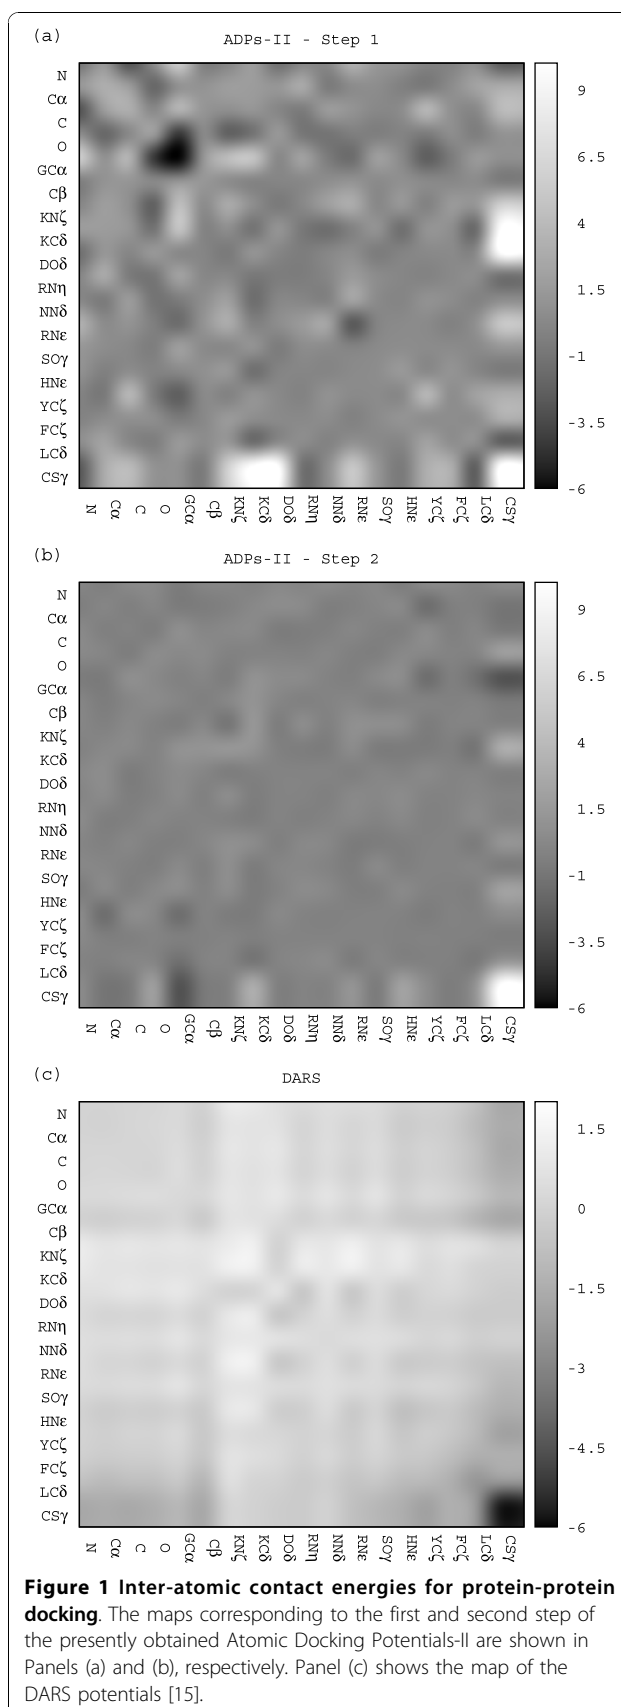 (a)
ADPs-II - Step 1
N
Cα
C
O
GCα
Cβ
KNζ
KCδ
DOδ
RNη
NNδ
RNε
SOγ
HNε
YCζ
FCζ
LCδ
CSγ
9
6.5
4
1.5
-1
-3.5
-6
N Cα C O GCα Cβ KNζ KCδ DOδ RNη NNδ RNε SOγ HNε YCζ FCζ LCδ CSγ
(b)
ADPs-II - Step 2
N
Cα
C
O
GCα
Cβ
KNζ
KCδ
DOδ
RNη
NNδ
RNε
SOγ
HNε
YCζ
FCζ
LCδ
CSγ
9
6.5
4
1.5
-1
-3.5
-6
N Cα C O GCα Cβ KNζ KCδ DOδ RNη NNδ RNε SOγ HNε YCζ FCζ LCδ CSγ
(c)
DARS
N
Cα
C
O
GCα
Cβ
KNζ
KCδ
DOδ
RNη
NNδ
RNε
SOγ
HNε
YCζ
FCζ
LCδ
CSγ
1.5
0
-1.5
-3
-4.5
-6
N Cα C O GCα Cβ KNζ KCδ DOδ RNη NNδ RNε SOγ HNε YCζ FCζ LCδ CSγ
Figure 1 Inter-atomic contact energies for protein-protein
docking. The maps corresponding to the first and second step of
the presently obtained Atomic Docking Potentials-II are shown in
Panels (a) and (b), respectively. Panel (c) shows the map of the
DARS potentials [15].